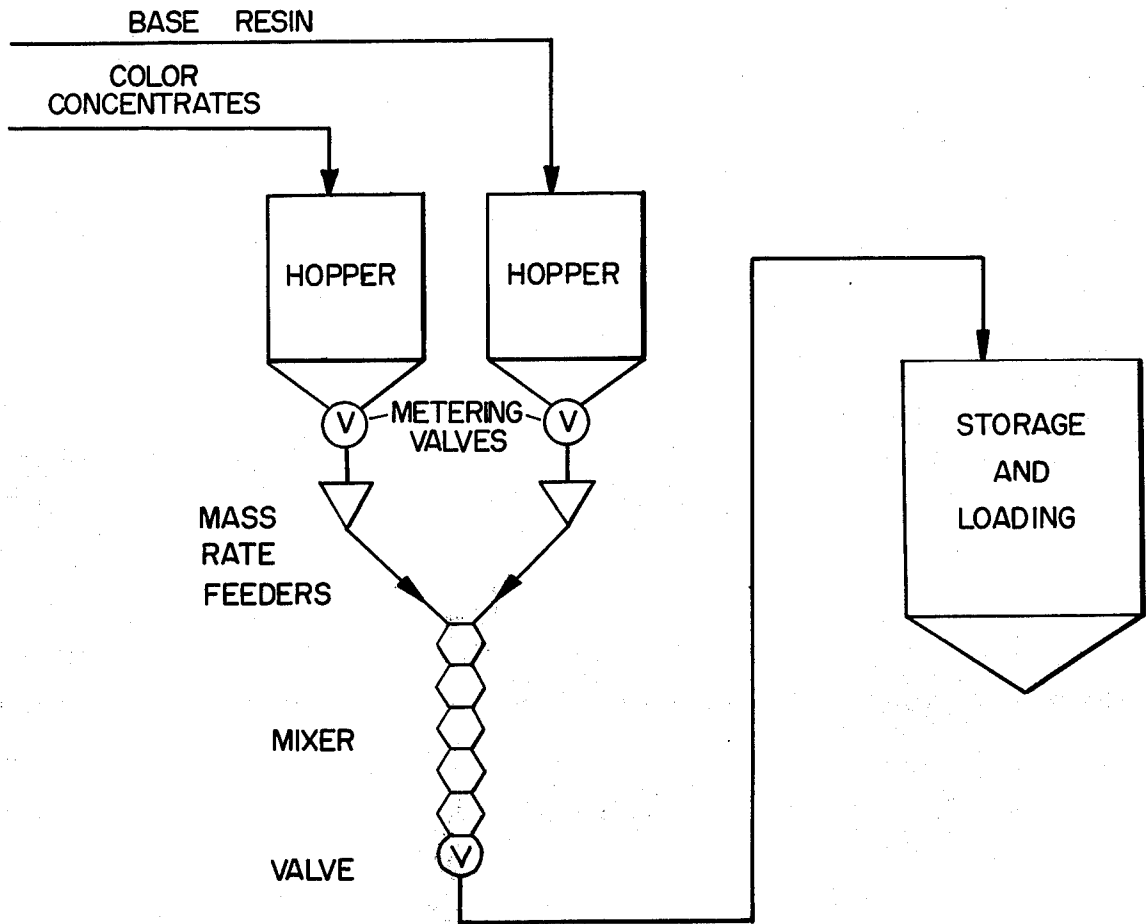 BASE RESIN
COLOR
CONCENTRATES
HOPPER
HOPPER
V
METERING
VALVES
V
MASS
RATE
FEEDERS
STORAGE
AND
LOADING
MIXER
VALVE
V